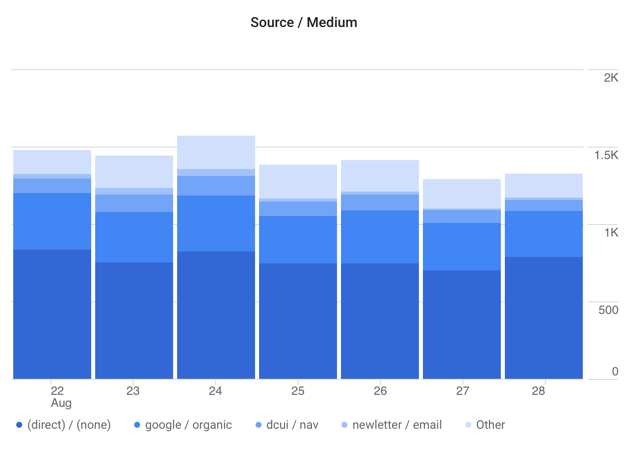 Source / Medium
2K
1.5K
1K
500
0
22 23 24 25 26 27 28
Aug
(direct) / (none) google / organic dcui / nav newletter / email Other